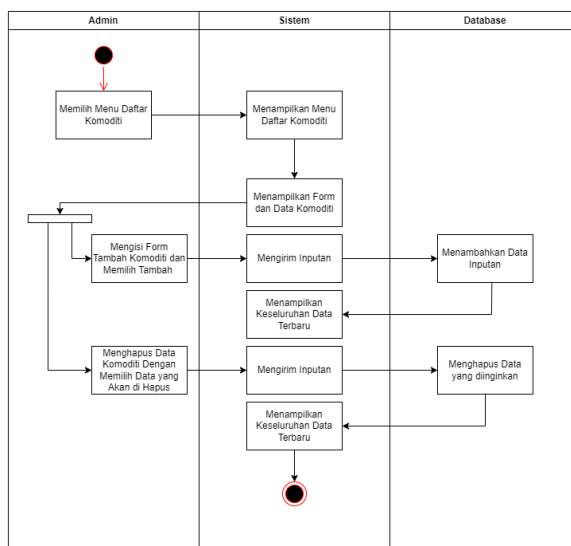 Admin
Sistem
Database
Memilih Menu Daftar
Komoditi
Menampilkan Menu
Daftar Komoditi
Menampilkan Form
dan Data Komoditi
Mengisi Form
Tambah Komoditi dan
Memilih Tambah
Mengirim Inputan
Menambahkan Data
Inputan
Menampilkan
Keseluruhan Data
Terbaru
Menghapus Data
Komoditi Dengan
Memilih Data yang
Akan di Hapus
Mengirim Inputan
Menghapus Data
yang diinginkan
Menampilkan
Keseluruhan Data
Terbaru